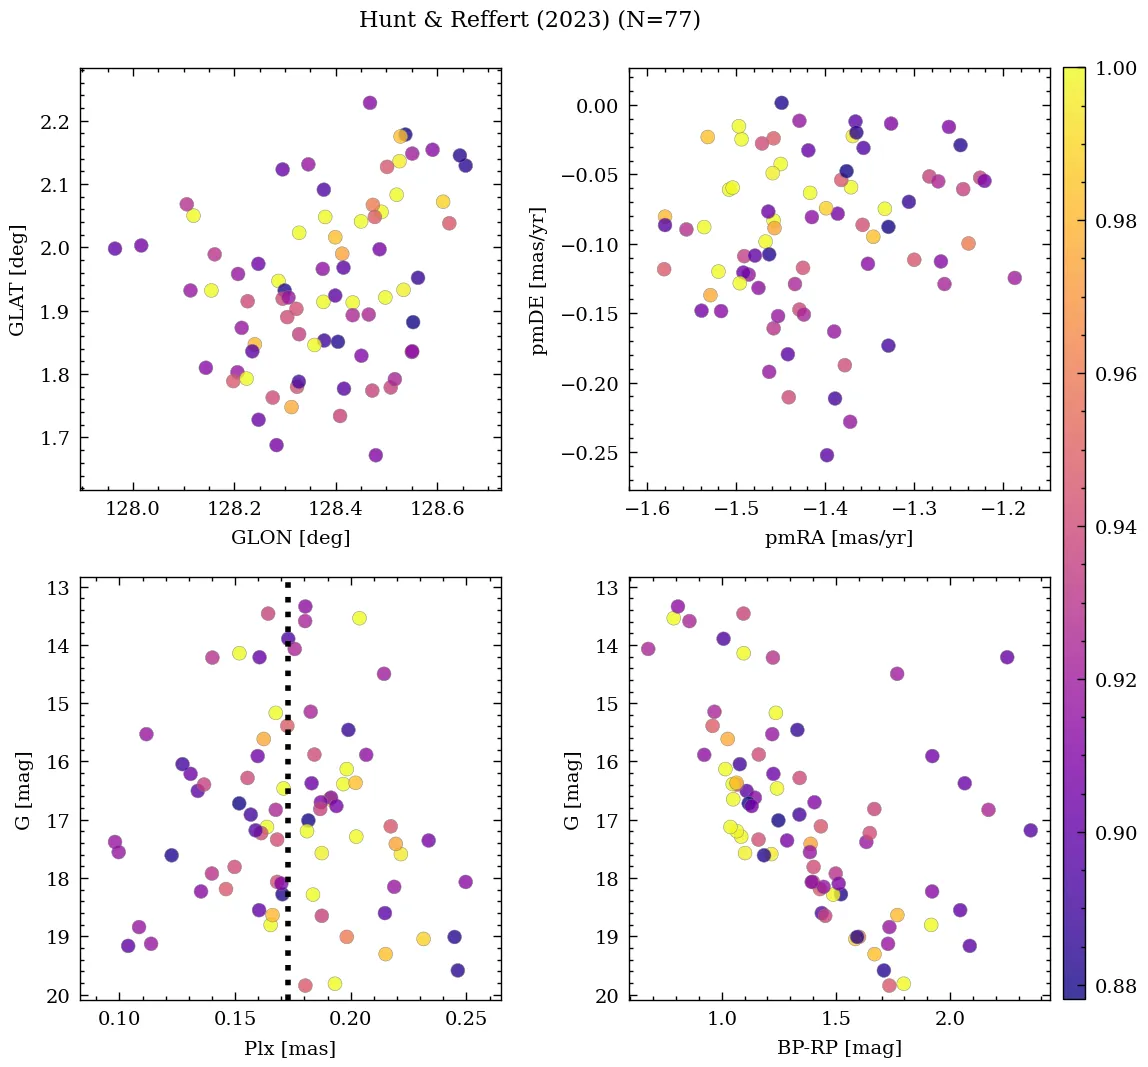 Hunt & Reffert (2023) (N=77)
2.2
2.1
2.0
1.9
1.8
1.7
GLAT [deg]
128.0 128.2 128.4 128.6
GLON [deg]
0.00
−0.05
−0.10
−0.15
−0.20
−0.25
pmDE [mas/yr]
−1.6 −1.5 −1.4 −1.3 −1.2
pmRA [mas/yr]
1.00
0.98
0.96
0.94
0.92
0.90
0.88
13
14
15
16
17
18
19
20
G [mag]
0.10 0.15 0.20 0.25
Plx [mas]
13
14
15
16
17
18
19
20
G [mag]
1.0 1.5 2.0
BP-RP [mag]